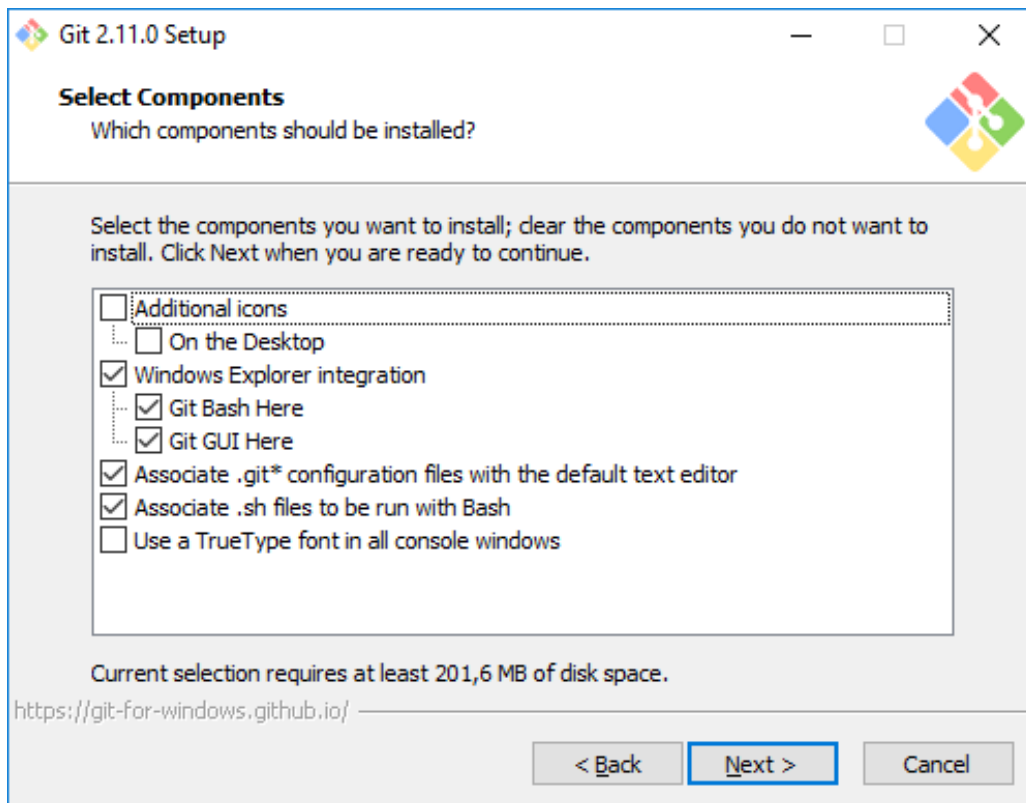 Git 2.11.0 Setup
Select Components
Which components should be installed?
Select the components you want to install; clear the components you do not want to
install. Click Next when you are ready to continue.
Additional icons
On the Desktop
Windows Explorer integration
Git Bash Here
Git GUI Here
Associate .git* configuration files with the default text editor
Associate .sh files to be run with Bash
Use a TrueType font in all console windows
Current selection requires at least 201,6 MB of disk space.
https://git-for-windows.github.io/
< Back
Next >
Cancel